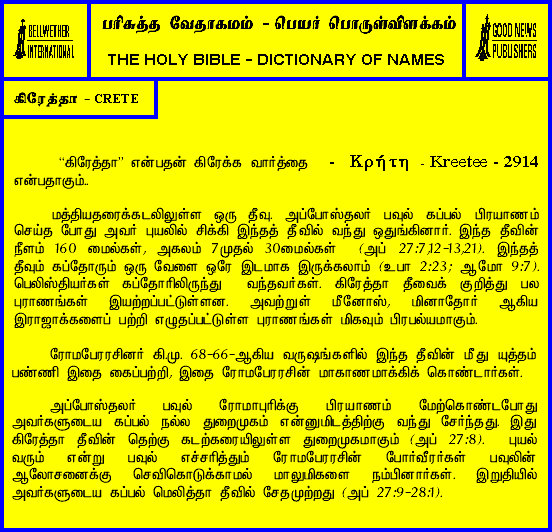 BELLWETHER
INTERNATIONAL
பரிசுத்த வேதாகமம் - பெயர் பொருள்விளக்கம்
THE HOLY BIBLE - DICTIONARY OF NAMES
GOOD NEWS
PUBLISHERS
கிரேத்தா - CRETE
“கிரேத்தா” என்பதன் கிரேக்க வார்த்தை - Κρήτη - Kreetee - 2914
என்பதாகும்..
மத்தியதரைக்கடலிலுள்ள ஒரு தீவு. அப்போஸ்தலர் பவுல் கப்பல் பிரயாணம்
செய்த போது அவர் புயலில் சிக்கி இந்தத் தீவில் வந்து ஒதுங்கினார். இந்த தீவின்
நீளம் 160 மைல்கள், அகலம் 7முதல் 30மைல்கள் (அப் 27:7,12-13,21). இந்தத்
தீவும் கப்தோரும் ஒரு வேளை ஒரே இடமாக இருக்கலாம் (உபா 2:23; ஆமோ 9:7).
பெலிஸ்தியர்கள் கப்தோரிலிருந்து வந்தவர்கள். கிரேத்தா தீவைக் குறித்து பல
புராணங்கள் இயற்றப்பட்டுள்ளன. அவற்றுள் மீனோஸ், மினாதோர் ஆகிய
இராஜாக்களைப் பற்றி எழுதப்பட்டுள்ள புராணங்கள் மிகவும் பிரபல்யமாகும்.
ரோமபேரரசினர் கி.மு. 68-66-ஆகிய வருஷங்களில் இந்த தீவின் மீது யுத்தம்
பண்ணி இதை கைப்பற்றி, இதை ரோமபேரரசின் மாகாணமாக்கிக் கொண்டார்கள்.
அப்போஸ்தலர் பவுல் ரோமாபுரிக்கு பிரயாணம் மேற்கொண்டபோது
அவர்களுடைய கப்பல் நல்ல துறைமுகம் என்னுமிடத்திற்கு வந்து சேர்ந்தது. இது
கிரேத்தா தீவின் தெற்கு கடற்கரையிலுள்ள துறைமுகமாகும் (அப் 27:8). புயல்
வரும் என்று பவுல் எச்சரித்தும் ரோமபேரரசின் போர்வீரர்கள் பவுலின்
ஆலோசனைக்கு செவிகொடுக்காமல் மாலுமிகளை நம்பினார்கள். இறுதியில்
அவர்களுடைய கப்பல் மெலித்தா தீவில் சேதமுற்றது (அப் 27:9-28:1).